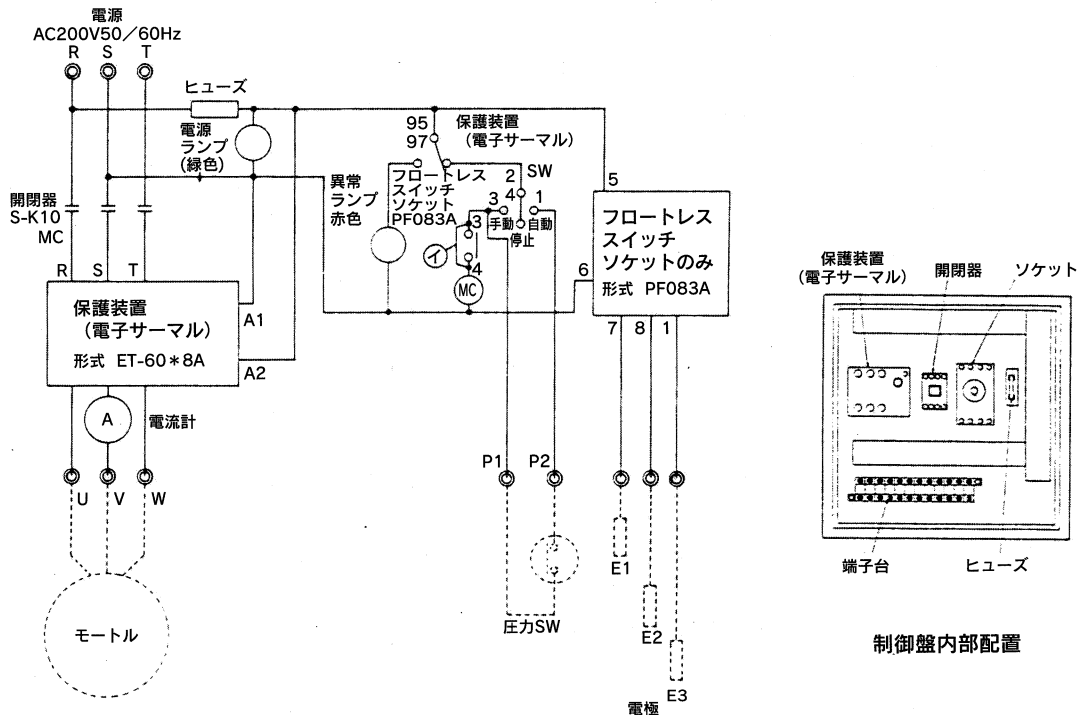 電源
AC200V50／60Hz
R S T
ヒューズ
電源
ランプ
(緑色)
開閉器
S-K10
MC
R S T
保護装置
(電子サーマル)
形式 ET-60＊8A
A1
A2
A
電流計
U V W
モートル
異常
ランプ
赤色
95
97
保護装置
(電子サーマル)
フロートレス
スイッチ
ソケット
PF083A
SW
2
4
3
1
手動
停止
自動
3
イ
4
MC
5
フロートレス
スイッチ
ソケットのみ
形式 PF083A
6
7 8 1
P1 P2
圧力SW
E1
E2
E3
電極
保護装置
(電子サーマル)
開閉器
ソケット
端子台
ヒューズ
制御盤内部配置